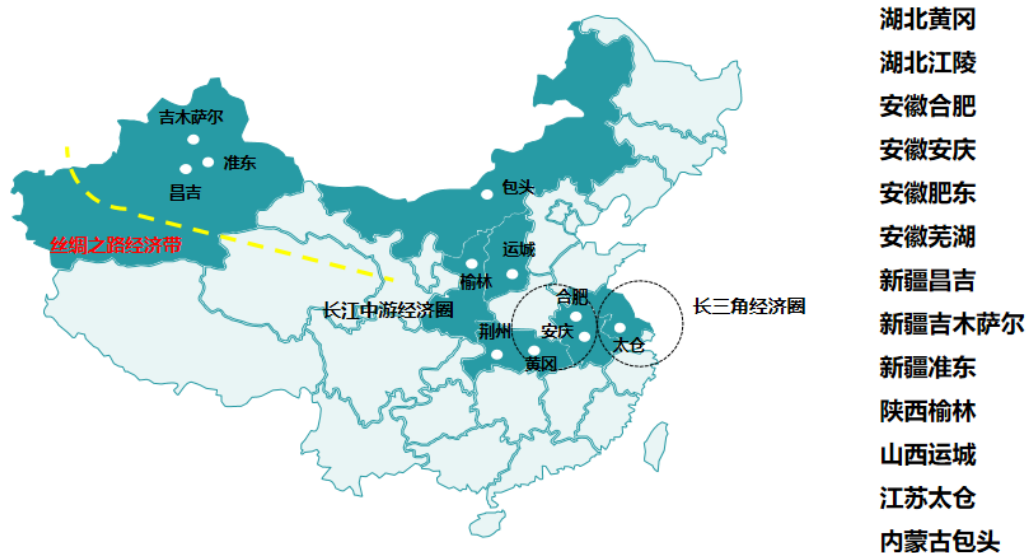 吉木萨尔
准东
昌吉
丝绸之路经济带
包头
运城
榆林
长江中游经济圈
合肥
荆州
安庆
黄冈
太仓
长三角经济圈
湖北黄冈
湖北江陵
安徽合肥
安徽安庆
安徽肥东
安徽芜湖
新疆昌吉
新疆吉木萨尔
新疆准东
陕西榆林
山西运城
江苏太仓
内蒙古包头